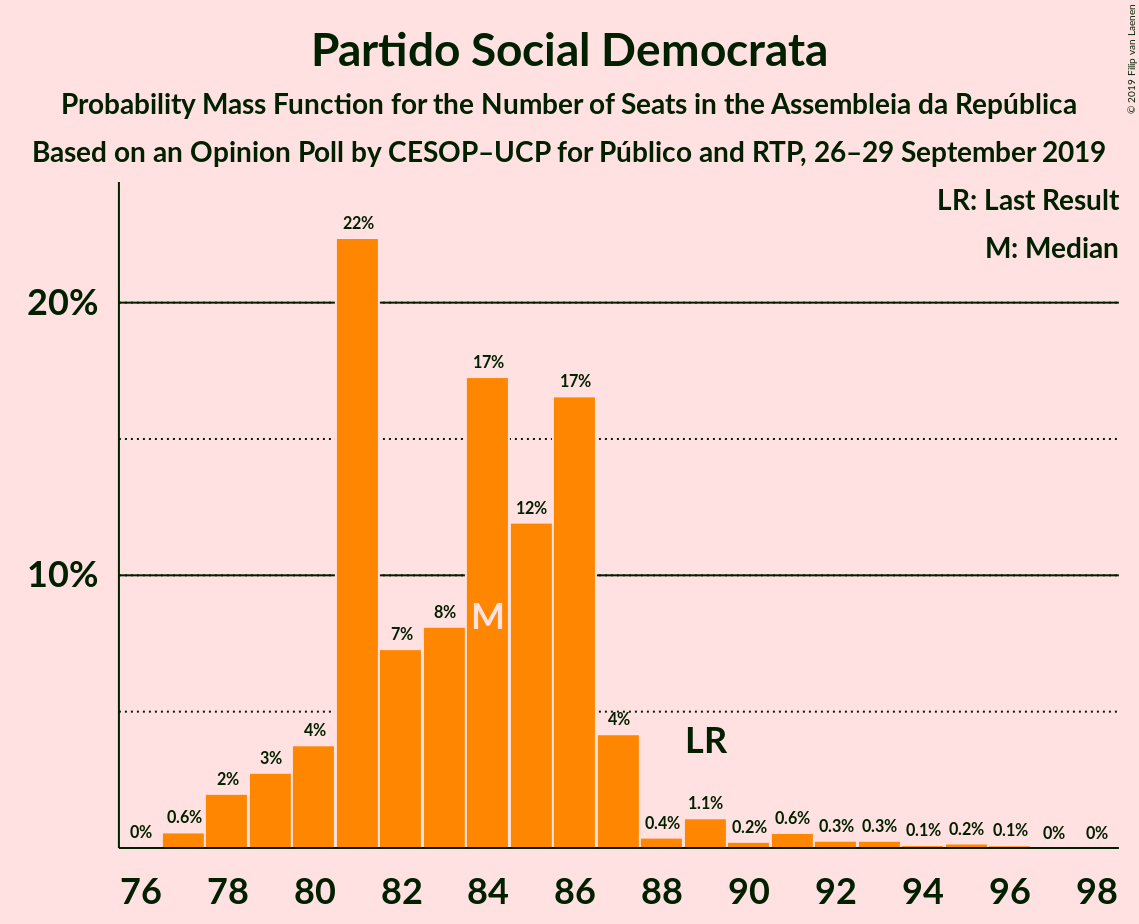 Partido Social Democrata
Probability Mass Function for the Number of Seats in the Assembleia da República
Based on an Opinion Poll by CESOP–UCP for Público and RTP, 26–29 September 2019
© 2019 Filip van Laenen
LR: Last Result
M: Median
20%
10%
0%
0.6%
2%
3%
4%
22%
7%
8%
17%
12%
17%
4%
0.4%
1.1%
0.2%
0.6%
0.3%
0.3%
0.1%
0.2%
0.1%
0%
0%
M
LR
76 78 80 82 84 86 88 90 92 94 96 98